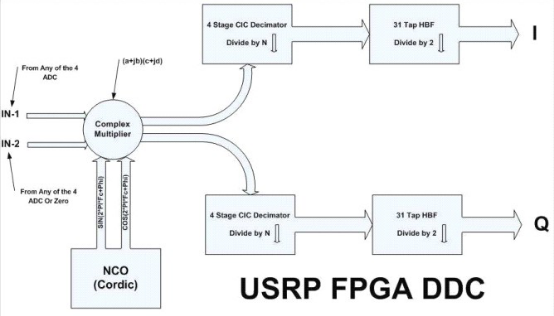 4 Stage CIC Decimator
Divide by N
31 Tap HBF
Divide by 2
I
From Any of the 4
ADC
(a+jb)(c+jd)
IN-1
Complex
Multiplier
IN-2
From Any of the 4
ADC Or Zero
SIN(2*PI*Fc+Phi)
COS(2*PI*Fc+Phi)
4 Stage CIC Decimator
Divide by N
31 Tap HBF
Divide by 2
Q
NCO
(Cordic)
USRP FPGA DDC